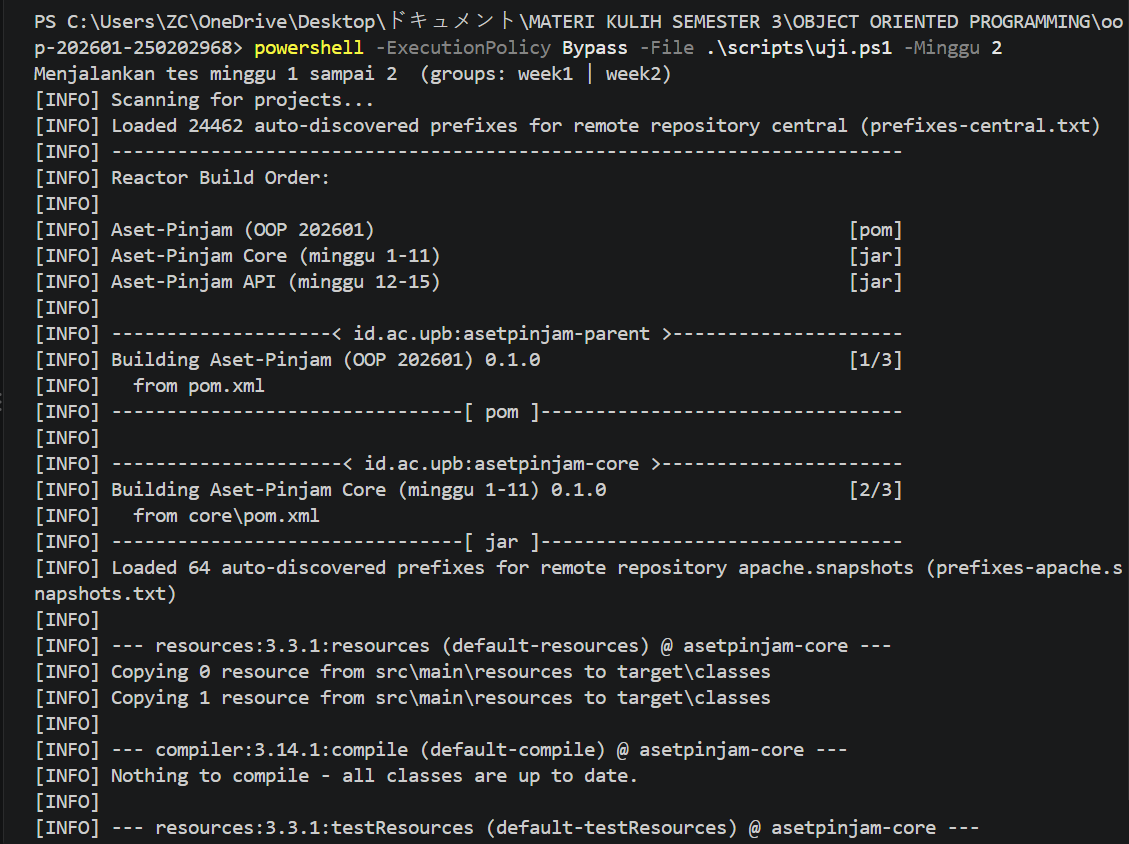 PS C:\Users\ZC\OneDrive\Desktop\ドキュメント\MATERI KULIH SEMESTER 3\OBJECT ORIENTED PROGRAMMING\oo
p-202601-250202968> powershell -ExecutionPolicy Bypass -File .\scripts\uji.ps1 -Minggu 2
Menjalankan tes minggu 1 sampai 2  (groups: week1 | week2)
[INFO] Scanning for projects...
[INFO] Loaded 24462 auto-discovered prefixes for remote repository central (prefixes-central.txt)
[INFO] ------------------------------------------------------------------------
[INFO] Reactor Build Order:
[INFO]
[INFO] Aset-Pinjam (OOP 202601)                                           [pom]
[INFO] Aset-Pinjam Core (minggu 1-11)                                     [jar]
[INFO] Aset-Pinjam API (minggu 12-15)                                     [jar]
[INFO]
[INFO] --------------------< id.ac.upb:asetpinjam-parent >---------------------
[INFO] Building Aset-Pinjam (OOP 202601) 0.1.0                            [1/3]
[INFO]   from pom.xml
[INFO] --------------------------------[ pom ]---------------------------------
[INFO]
[INFO] ---------------------< id.ac.upb:asetpinjam-core >----------------------
[INFO] Building Aset-Pinjam Core (minggu 1-11) 0.1.0                      [2/3]
[INFO]   from core\pom.xml
[INFO] --------------------------------[ jar ]---------------------------------
[INFO] Loaded 64 auto-discovered prefixes for remote repository apache.snapshots (prefixes-apache.s
napshots.txt)
[INFO]
[INFO] --- resources:3.3.1:resources (default-resources) @ asetpinjam-core ---
[INFO] Copying 0 resource from src\main\resources to target\classes
[INFO] Copying 1 resource from src\main\resources to target\classes
[INFO]
[INFO] --- compiler:3.14.1:compile (default-compile) @ asetpinjam-core ---
[INFO] Nothing to compile - all classes are up to date.
[INFO]
[INFO] --- resources:3.3.1:testResources (default-testResources) @ asetpinjam-core ---